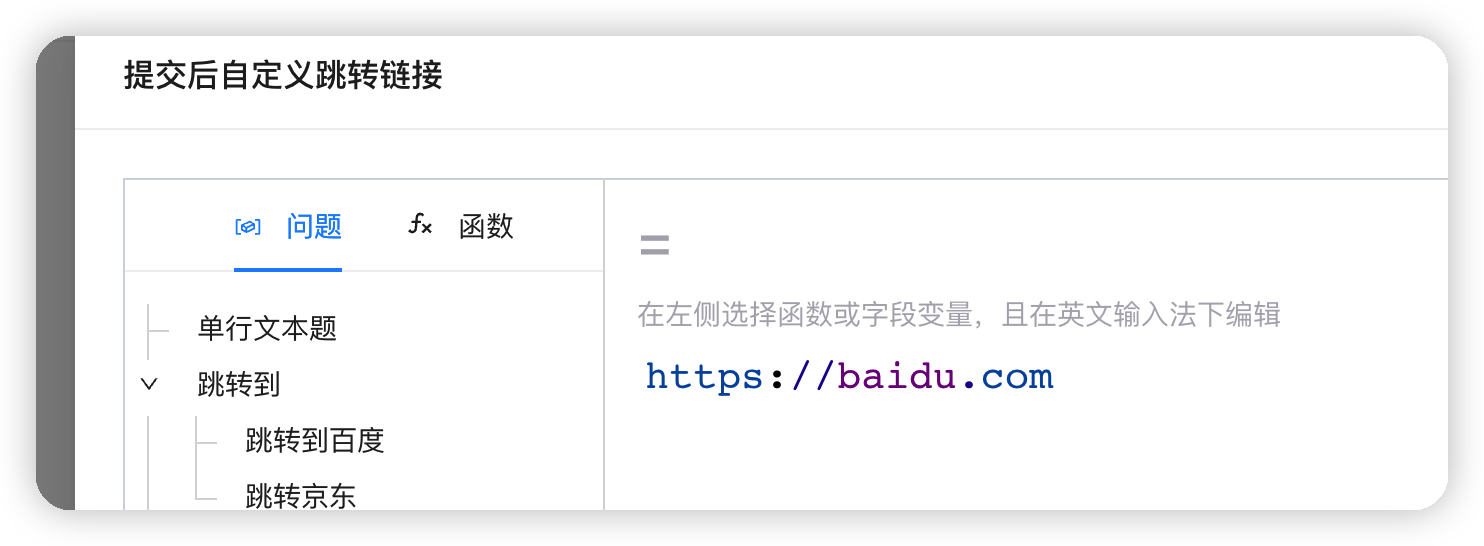 提交后自定义跳转链接
问题
fx 函数
单行文本题
跳转到
跳转到百度
跳转京东
=
在左侧选择函数或字段变量，且在英文输入法下编辑
https://baidu.com